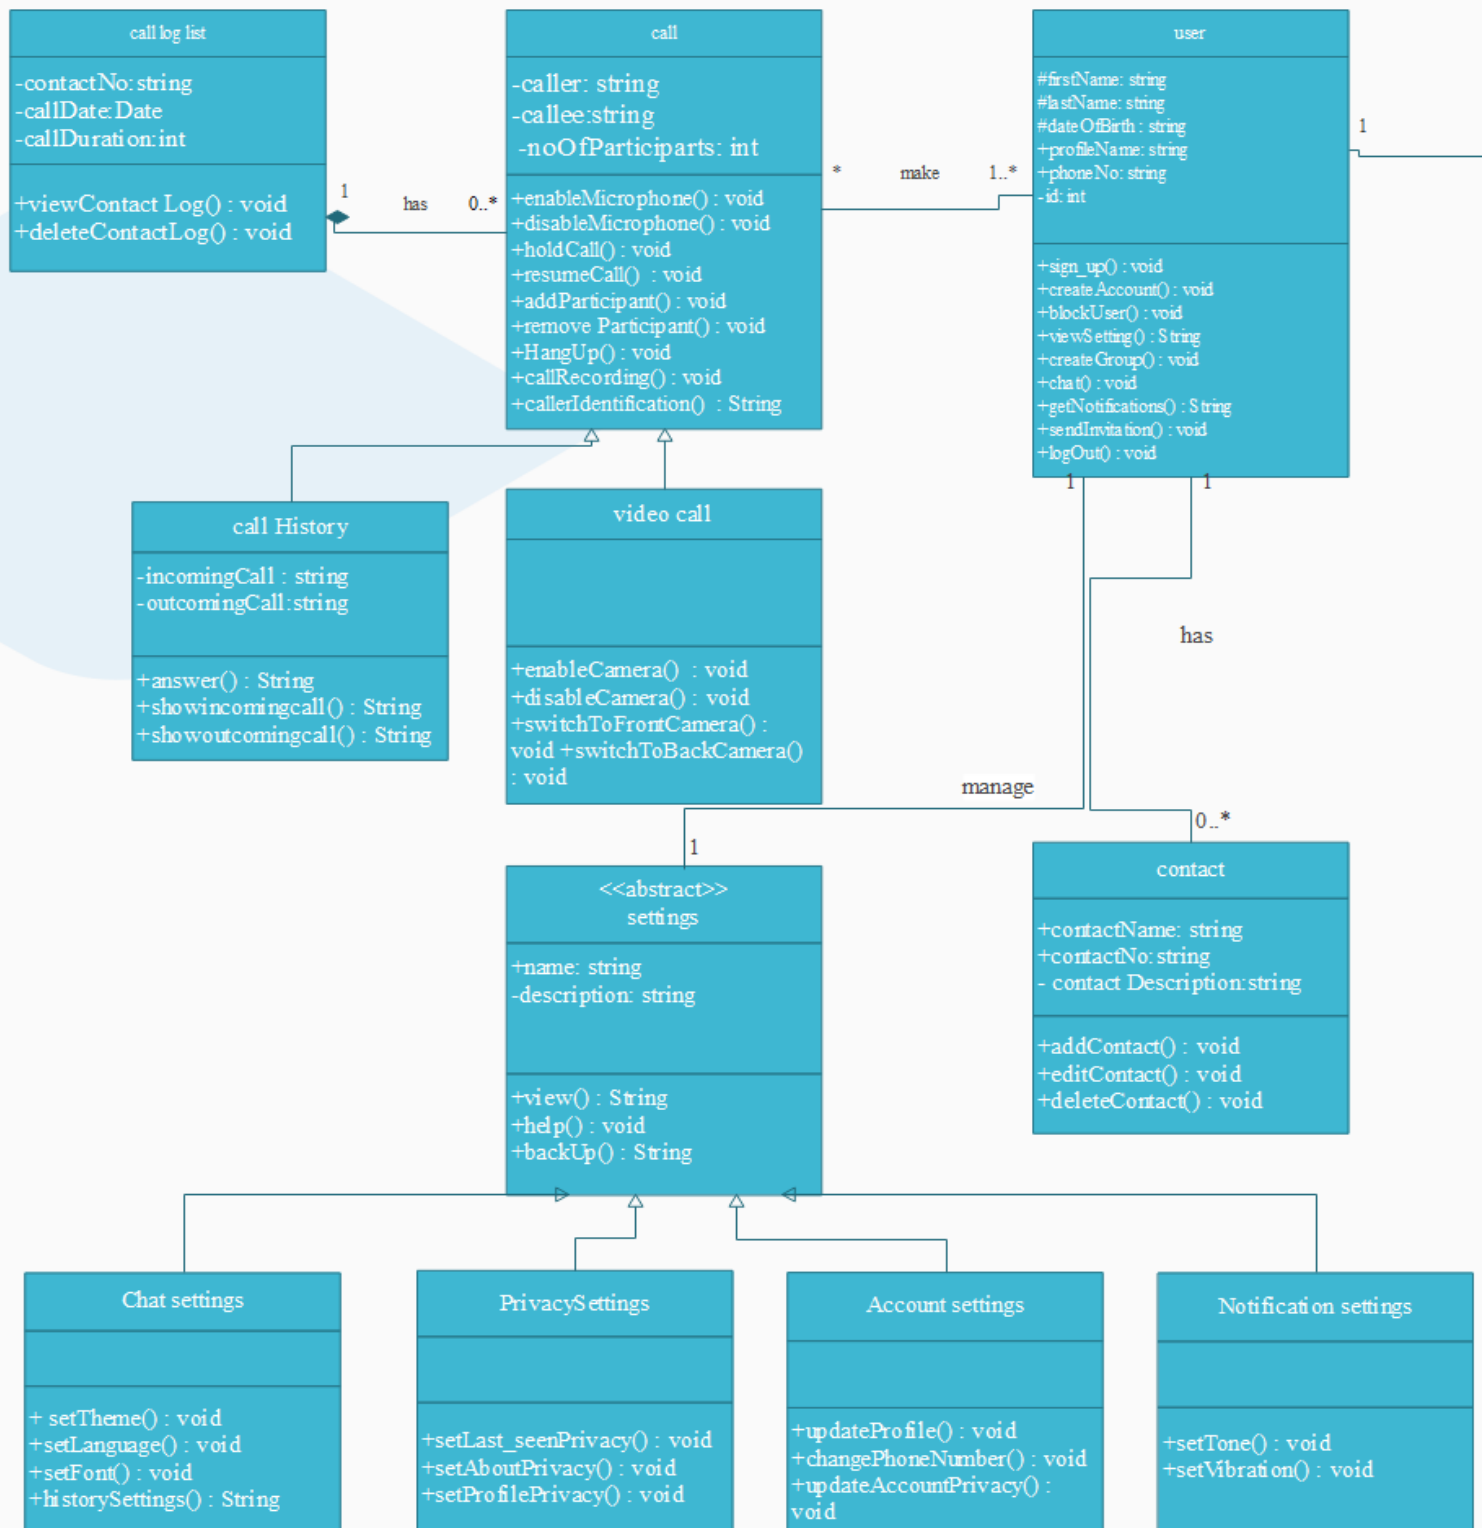 call log list
-contactNo: string
-callDate:Date
-callDuration:int
+viewContact Log() : void
+deleteContactLog() : void
1
has
0..*
call
-caller: string
-callee:string
-noOfParticiparts: int
+enableMicrophone() : void
+disableMicrophone() : void
+holdCall() : void
+resumeCall() : void
+addParticipant() : void
+remove Participant() : void
+HangUp() : void
+callRecording() : void
+callerIdentification() : String
*
make
1..*
user
#firstName: string
#lastName: string
#dateOfBirth : string
+profileName: string
+phoneNo: string
-id: int
+sign_up() : void
+createAccount() : void
+blockUser() : void
+viewSetting() : String
+createGroup() : void
+chat() : void
+getNotifications() : String
+sendInvitation() : void
+logOut() : void
1
1
1
call History
-incomingCall : string
-outcomingCall:string
+answer() : String
+showincomingcall() : String
+showoutcomingcall() : String
video call
+enableCamera() : void
+disableCamera() : void
+switchToFrontCamera() :
void +switchToBackCamera()
: void
has
manage
1
0..*
<<abstract>>
settings
+name: string
-description: string
+view() : String
+help() : void
+backUp() : String
contact
+contactName: string
+contactNo: string
- contact Description:string
+addContact() : void
+editContact() : void
+deleteContact() : void
Chat settings
+ setTheme() : void
+setLanguage() : void
+setFont() : void
+historySettings() : String
PrivacySettings
+setLast_seenPrivacy() : void
+setAboutPrivacy() : void
+setProfilePrivacy() : void
Account settings
+updateProfile() : void
+changePhoneNumber() : void
+updateAccountPrivacy() :
void
Notification settings
+setTone() : void
+setVibration() : void